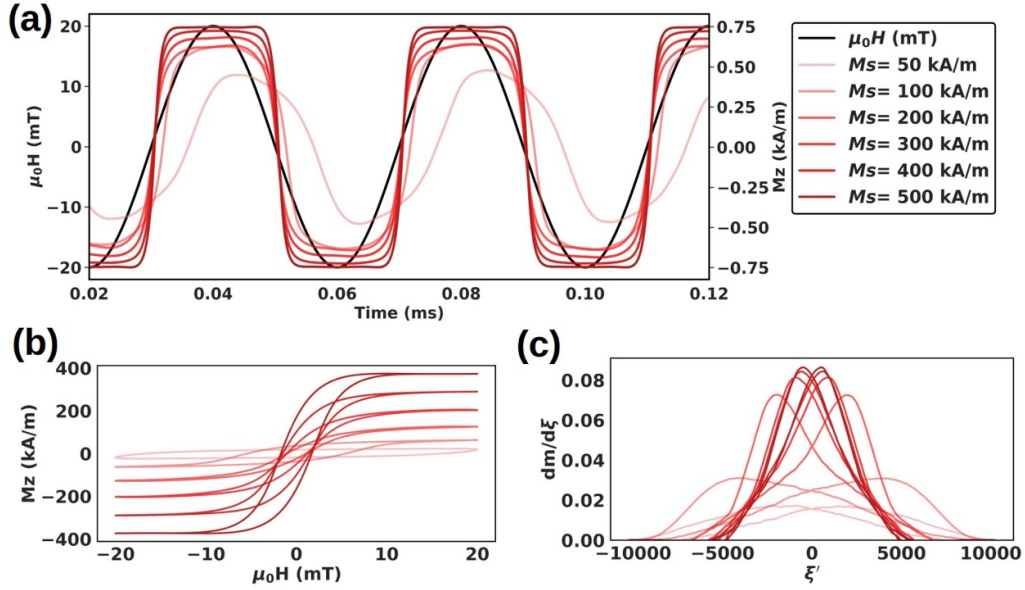 (a)
20
10
0
−10
−20
μ₀H (mT)
0.75
0.50
0.25
0.00
−0.25
−0.50
−0.75
Mz (kA/m)
0.02 0.04 0.06 0.08 0.10 0.12
Time (ms)
μ₀H (mT)
Ms= 50 kA/m
Ms= 100 kA/m
Ms= 200 kA/m
Ms= 300 kA/m
Ms= 400 kA/m
Ms= 500 kA/m
(b)
400
200
0
−200
−400
Mz (kA/m)
−20 −10 0 10 20
μ₀H (mT)
(c)
0.08
0.06
0.04
0.02
0.00
dm/dξ
−10000 −5000 0 5000 10000
ξ′